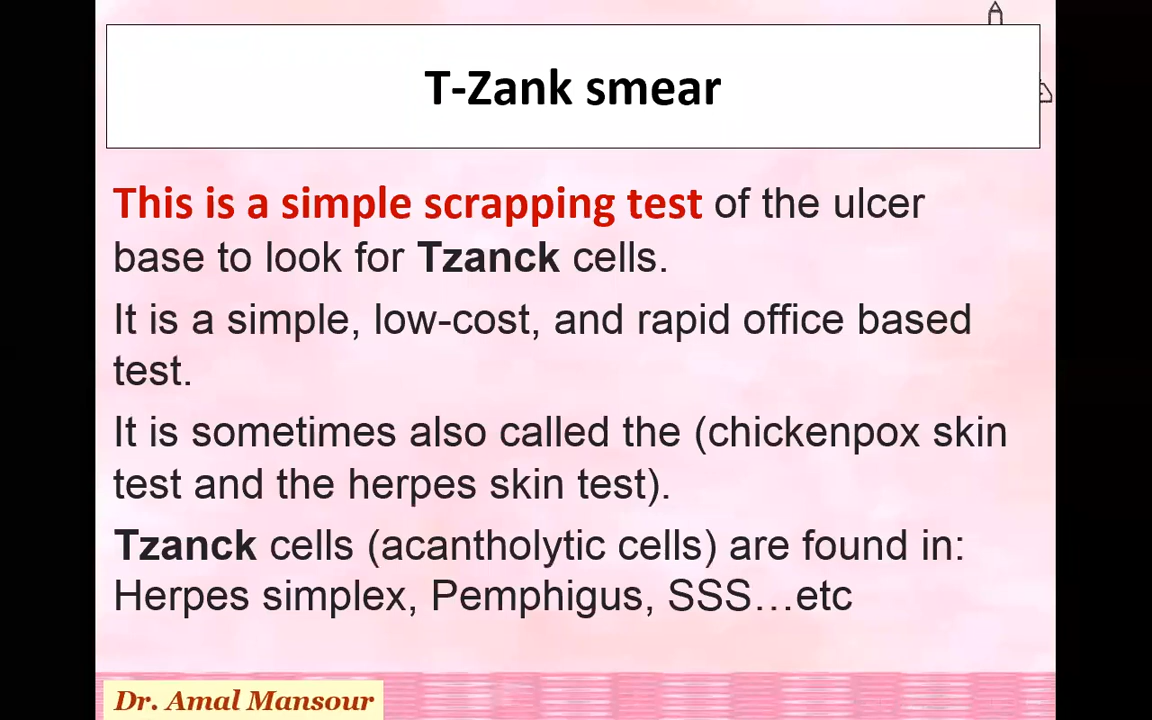 T-Zank smear
This is a simple scrapping test of the ulcer
base to look for Tzanck cells.
It is a simple, low-cost, and rapid office based
test.
It is sometimes also called the (chickenpox skin
test and the herpes skin test).
Tzanck cells (acantholytic cells) are found in:
Herpes simplex, Pemphigus, SSS…etc
Dr. Amal Mansour